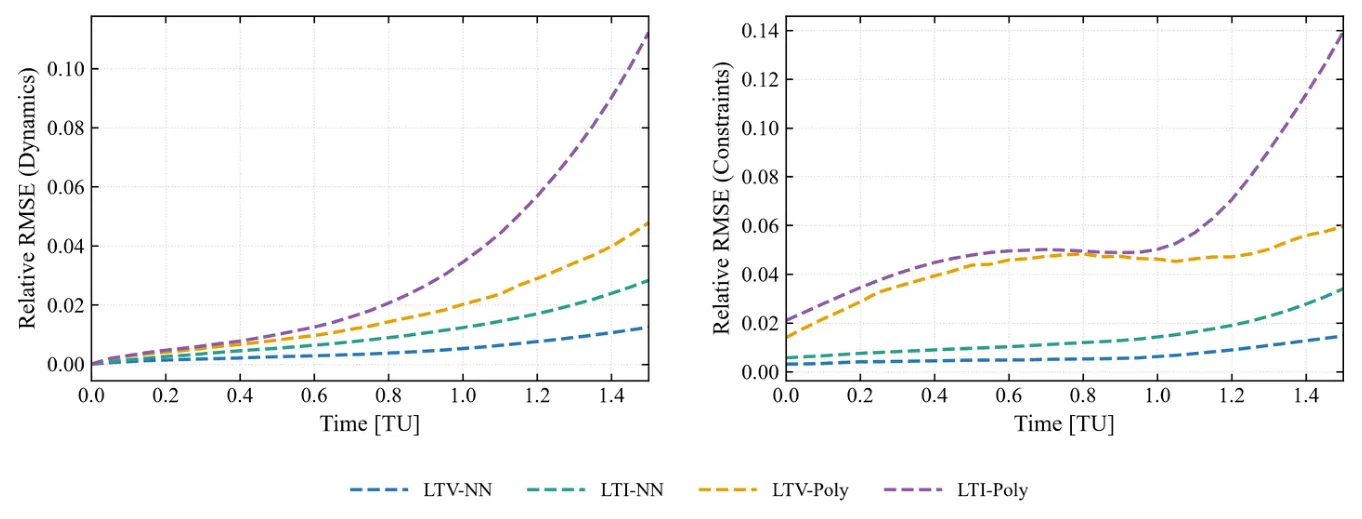 Relative RMSE (Dynamics)
0.10
0.08
0.06
0.04
0.02
0.00
0.0 0.2 0.4 0.6 0.8 1.0 1.2 1.4
Time [TU]
Relative RMSE (Constraints)
0.14
0.12
0.10
0.08
0.06
0.04
0.02
0.00
0.0 0.2 0.4 0.6 0.8 1.0 1.2 1.4
Time [TU]
LTV-NN LTI-NN LTV-Poly LTI-Poly